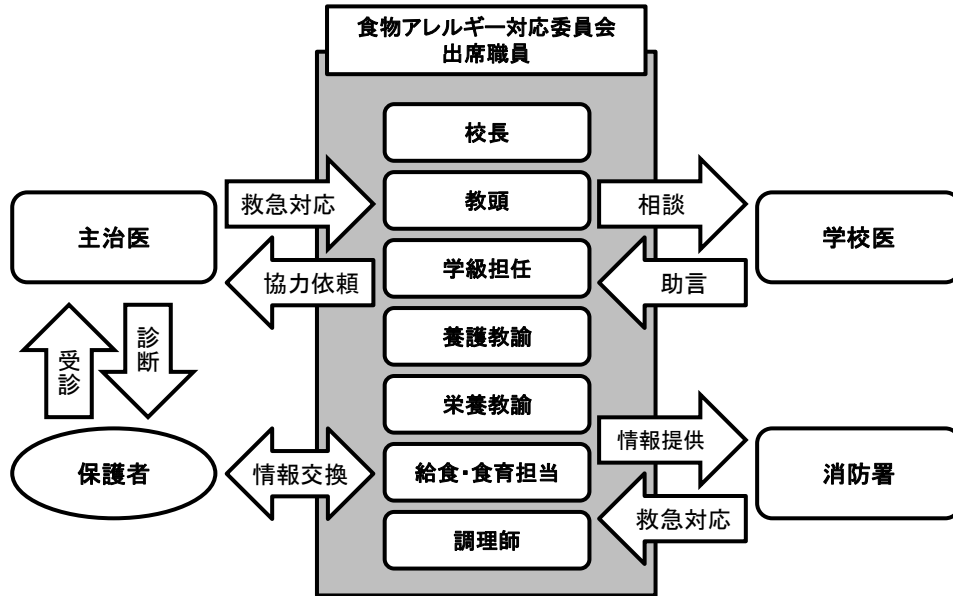 食物アレルギー対応委員会
出席職員
校長
教頭
学級担任
養護教諭
栄養教諭
給食・食育担当
調理師
主治医
救急対応
協力依頼
受診
診断
保護者
情報交換
相談
助言
学校医
情報提供
救急対応
消防署